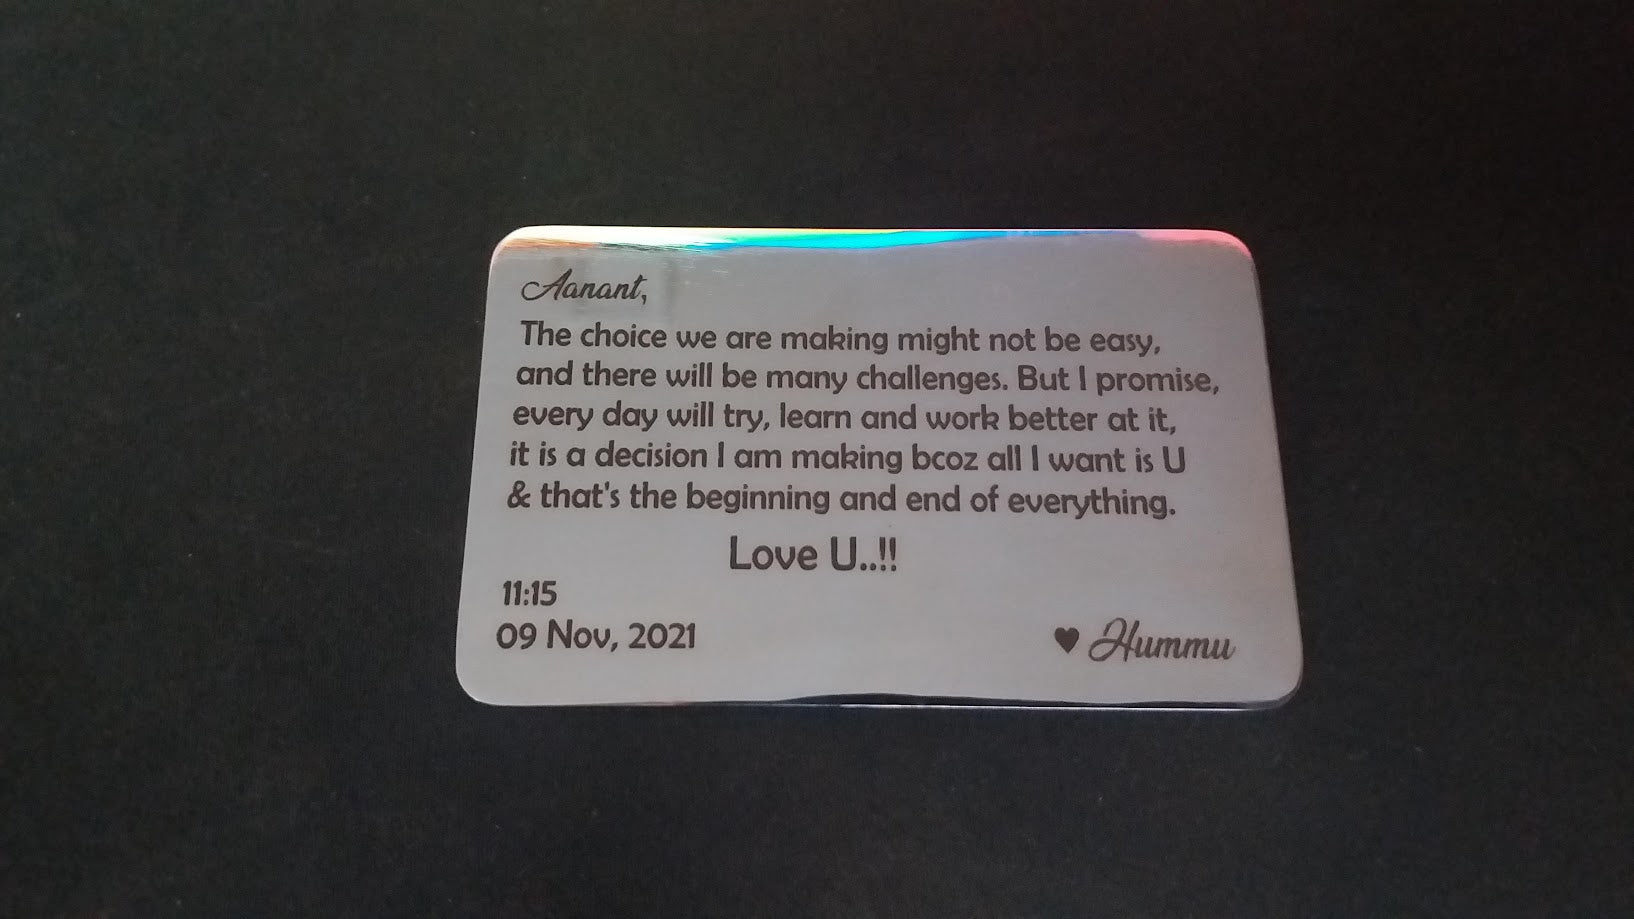 Aanant,
The choice we are making might not be easy,
and there will be many challenges. But I promise,
every day will try, learn and work better at it,
it is a decision I am making bcoz all I want is U
& that's the beginning and end of everything.
Love U..!!
11:15
09 Nov, 2021
♥ Hummu